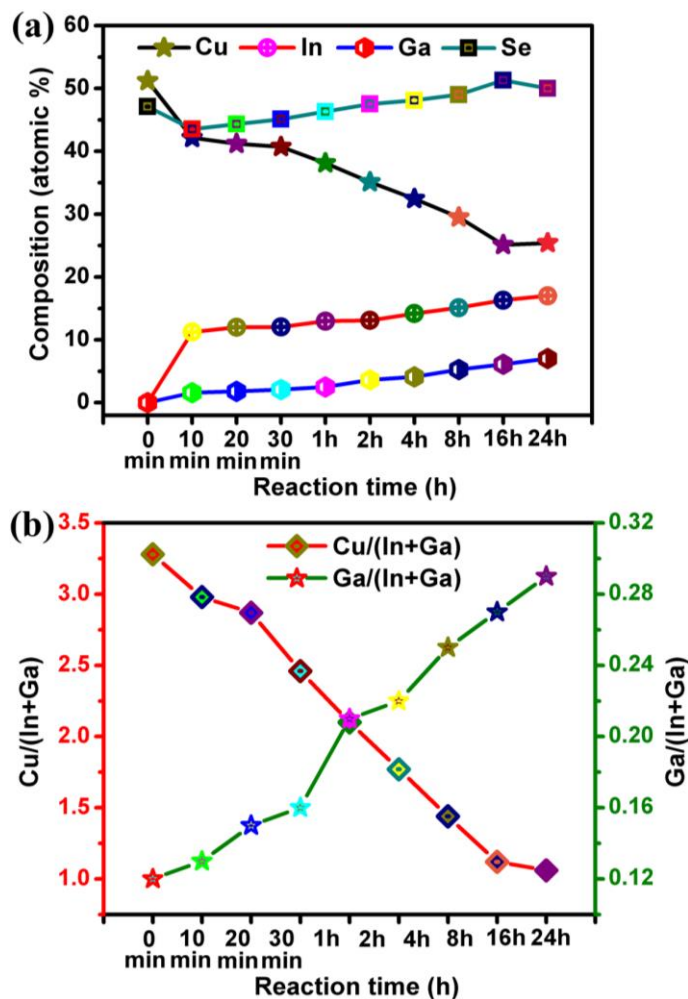 (a)
60
50
40
30
20
10
0
Composition (atomic %)
Cu In Ga Se
0 10 20 30 1h 2h 4h 8h 16h 24h
min min min min
Reaction time (h)
(b)
3.5
3.0
2.5
2.0
1.5
1.0
Cu/(In+Ga)
Cu/(In+Ga)
Ga/(In+Ga)
0.32
0.28
0.24
0.20
0.16
0.12
Ga/(In+Ga)
0 10 20 30 1h 2h 4h 8h 16h 24h
min min min min
Reaction time (h)